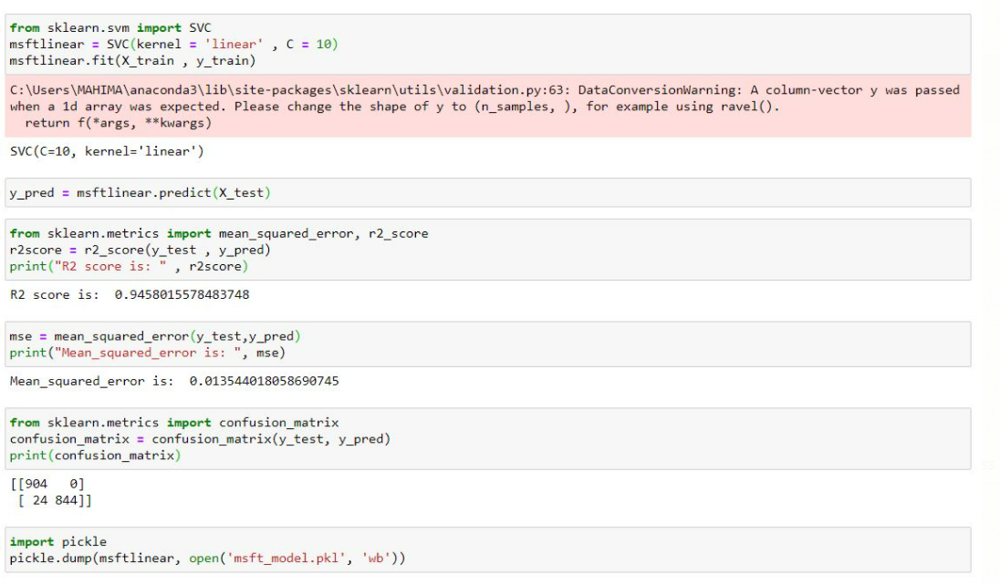 from sklearn.svm import SVC
msftlinear = SVC(kernel = 'linear' , C = 10)
msftlinear.fit(X_train , y_train)
C:\Users\MAHIMA\anaconda3\lib\site-packages\sklearn\utils\validation.py:63: DataConversionWarning: A column-vector y was passed
when a 1d array was expected. Please change the shape of y to (n_samples, ), for example using ravel().
  return f(*args, **kwargs)
SVC(C=10, kernel='linear')
y_pred = msftlinear.predict(X_test)
from sklearn.metrics import mean_squared_error, r2_score
r2score = r2_score(y_test , y_pred)
print("R2 score is: " , r2score)
R2 score is:  0.9458015578483748
mse = mean_squared_error(y_test,y_pred)
print("Mean_squared_error is: ", mse)
Mean_squared_error is:  0.013544018058690745
from sklearn.metrics import confusion_matrix
confusion_matrix = confusion_matrix(y_test, y_pred)
print(confusion_matrix)
[[904   0]
 [ 24 844]]
import pickle
pickle.dump(msftlinear, open('msft_model.pkl', 'wb'))